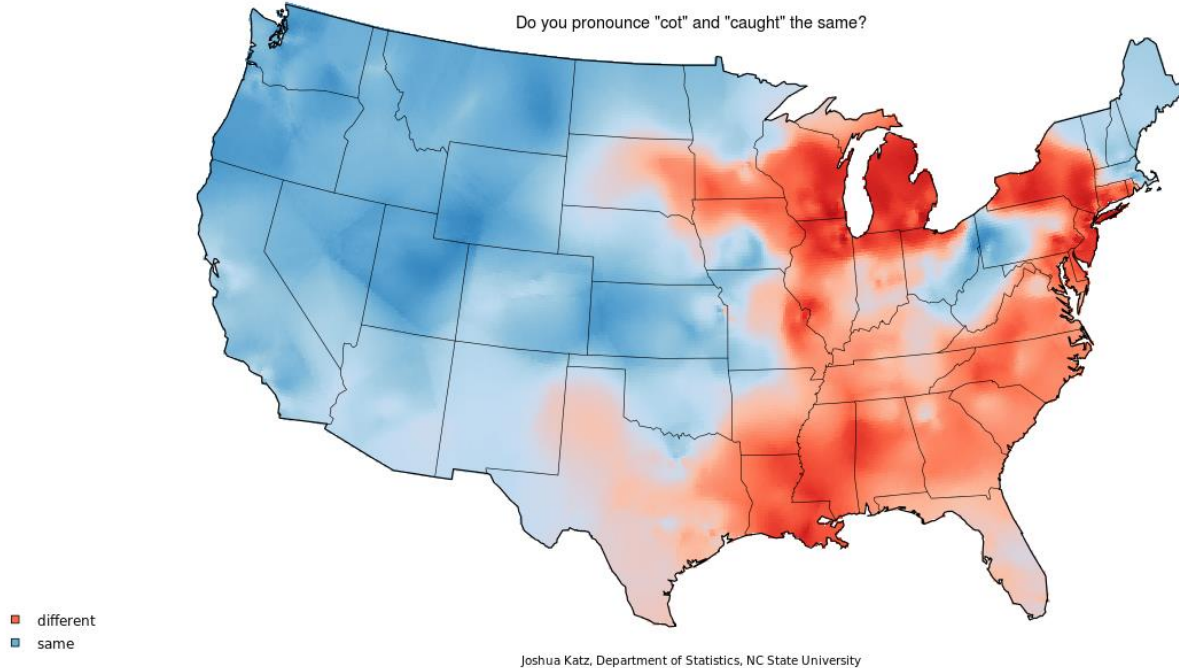 Do you pronounce "cot" and "caught" the same?
different
same
Joshua Katz, Department of Statistics, NC State University